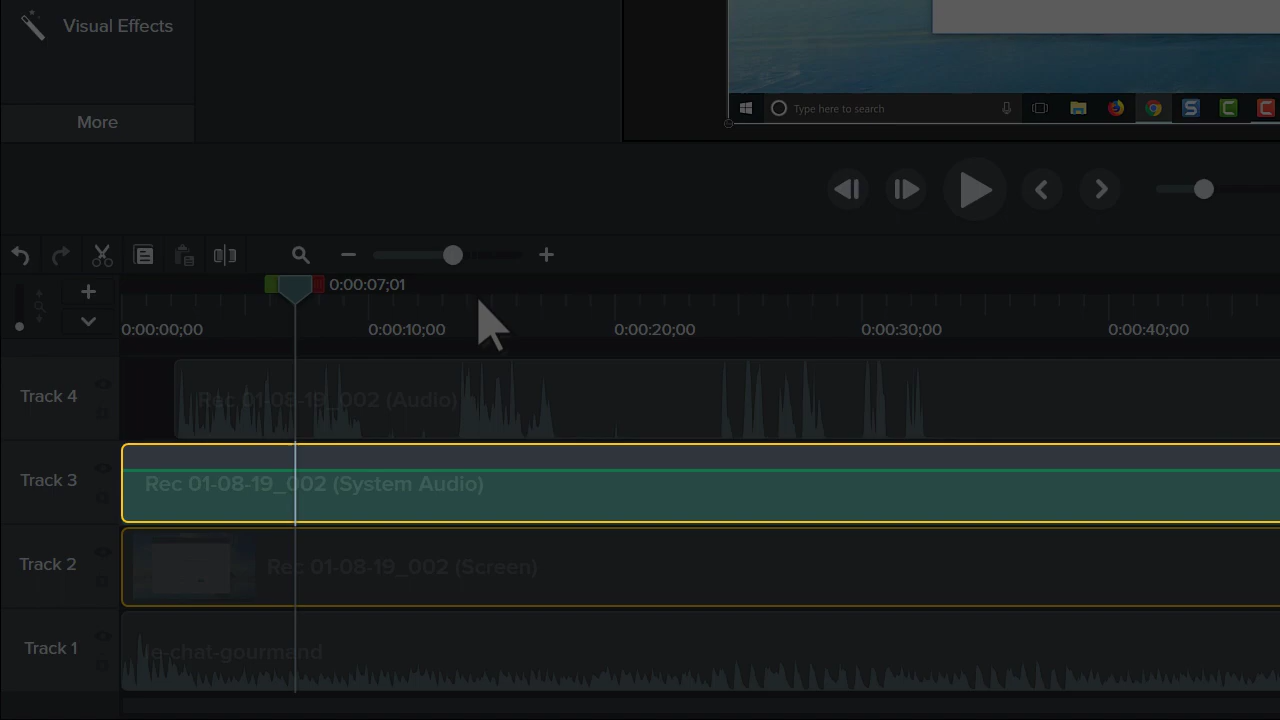 Visual Effects
More
Type here to search
0:00:07;01
0:00:00;00
0:00:10;00
0:00:20;00
0:00:30;00
0:00:40;00
Track 4
Rec 01-08-19_002 (Audio)
Track 3
Rec 01-08-19_002 (System Audio)
Track 2
Rec 01-08-19_002 (Screen)
Track 1
le-chat-gourmand